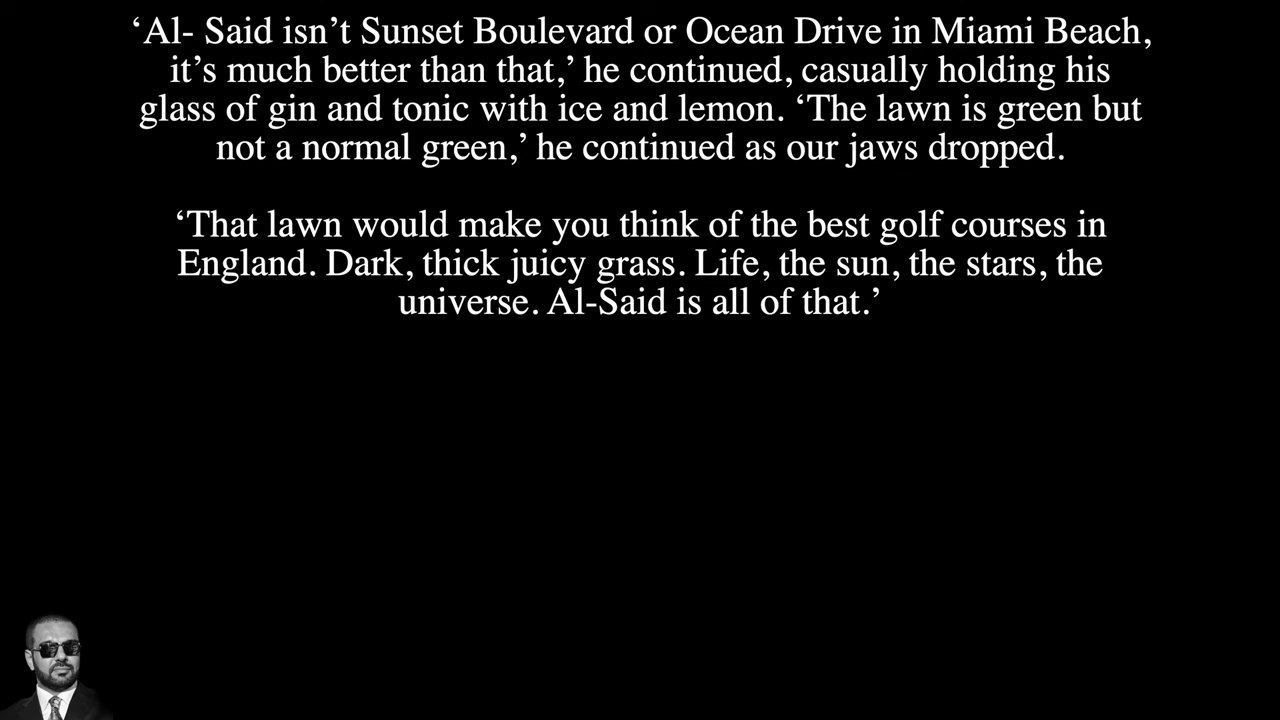 ‘Al- Said isn’t Sunset Boulevard or Ocean Drive in Miami Beach,
it’s much better than that,’ he continued, casually holding his
glass of gin and tonic with ice and lemon. ‘The lawn is green but
not a normal green,’ he continued as our jaws dropped.
‘That lawn would make you think of the best golf courses in
England. Dark, thick juicy grass. Life, the sun, the stars, the
universe. Al-Said is all of that.’